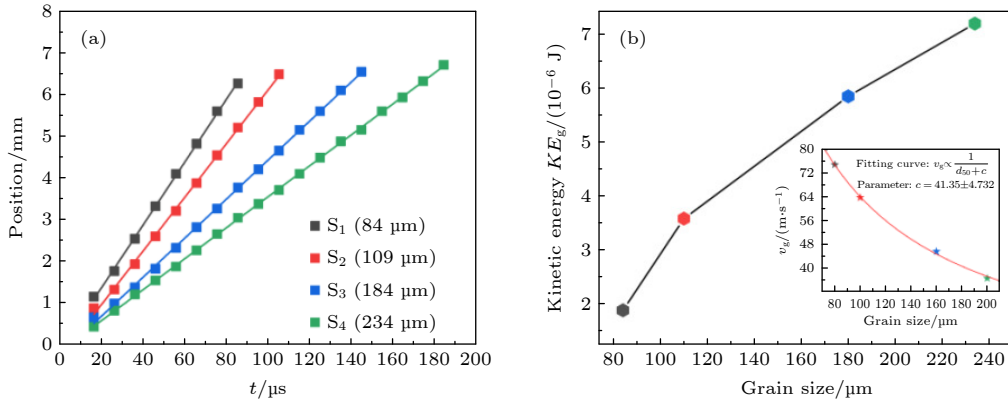 (a)
8
7
6
5
4
3
2
1
0
Position/mm
S₁ (84 µm)
S₂ (109 µm)
S₃ (184 µm)
S₄ (234 µm)
0 20 40 60 80 100 120 140 160 180 200
t/µs
(b)
7
6
5
4
3
2
Kinetic energy KEg/(10⁻⁶ J)
80 100 120 140 160 180 200 220 240
Grain size/µm
80
72
64
56
48
40
vg/(m·s⁻¹)
Fitting curve: vg∝ 1/(d₅₀+c)
Parameter: c = 41.35±4.732
80 120 160 200
Grain size/µm